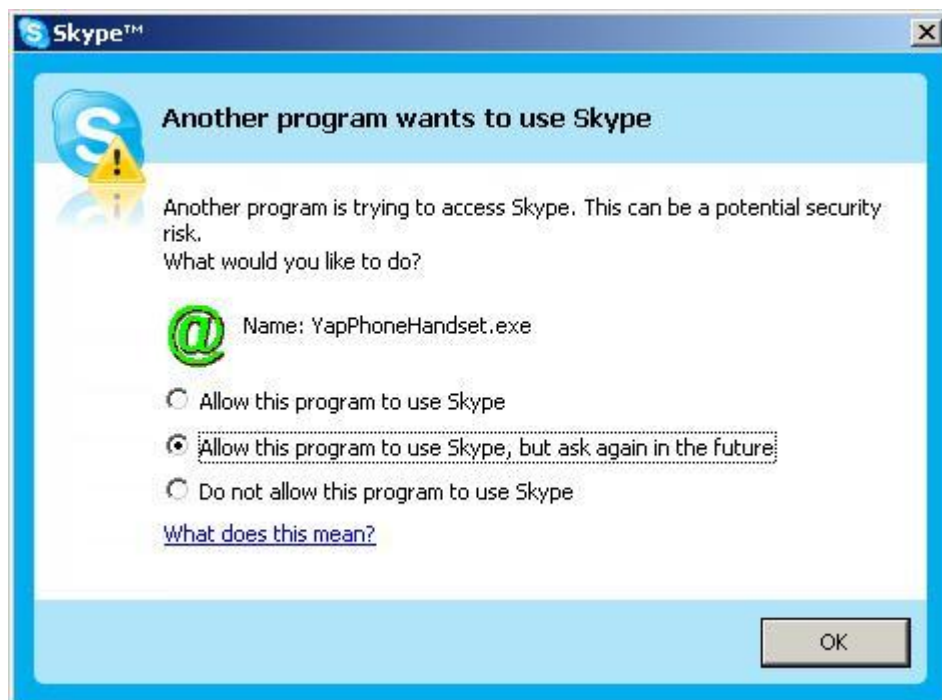 Skype™
Another program wants to use Skype
Another program is trying to access Skype. This can be a potential security
risk.
What would you like to do?
Name: YapPhoneHandset.exe
Allow this program to use Skype
Allow this program to use Skype, but ask again in the future
Do not allow this program to use Skype
What does this mean?
OK